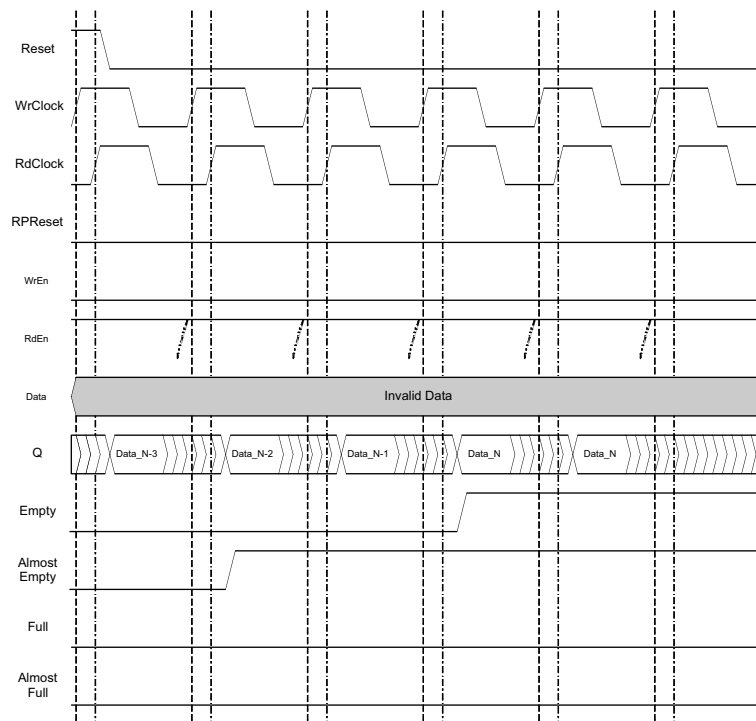 Reset
WrClock
RdClock
RPReset
WrEn
RdEn
Data
Invalid Data
Q
Data_N-3
Data_N-2
Data_N-1
Data_N
Data_N
Empty
Almost
Empty
Full
Almost
Full